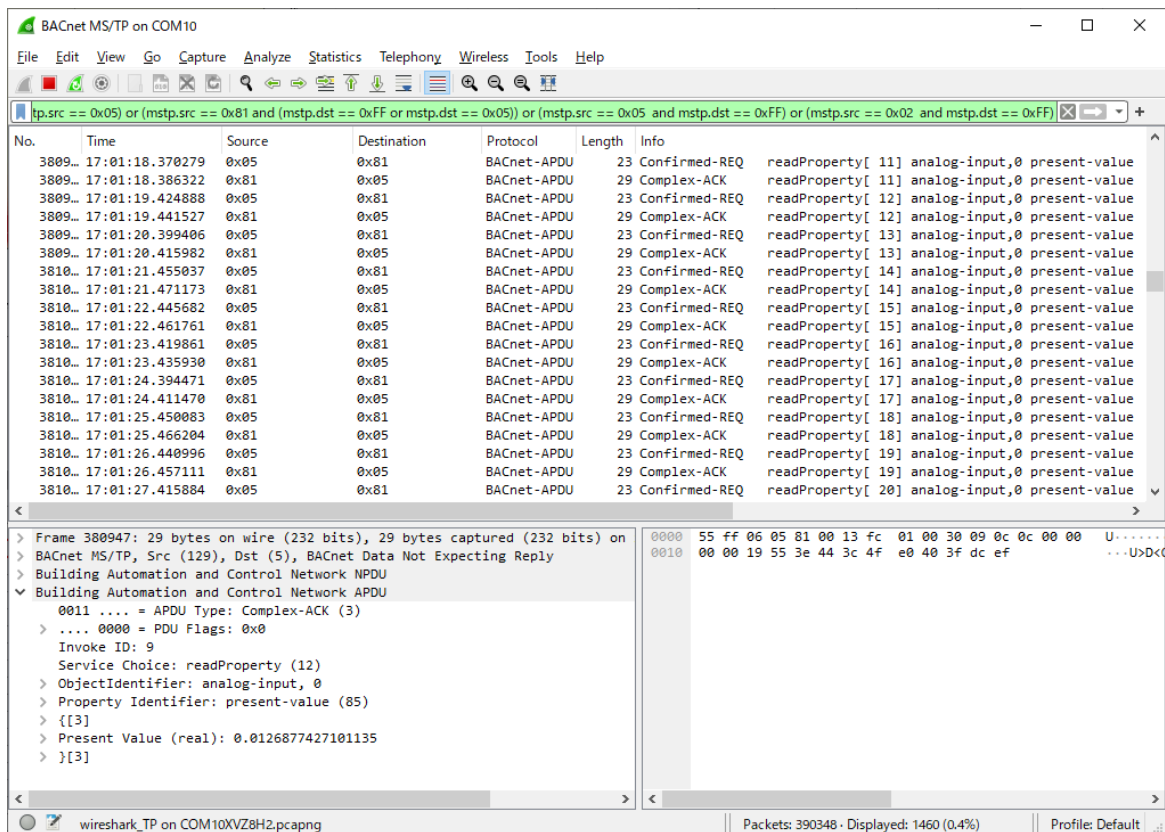 BACnet MS/TP on COM10
File Edit View Go Capture Analyze Statistics Telephony Wireless Tools Help
tp.src == 0x05) or (mstp.src == 0x81 and (mstp.dst == 0xFF or mstp.dst == 0x05)) or (mstp.src == 0x05 and mstp.dst == 0xFF) or (mstp.src == 0x02 and mstp.dst == 0xFF)
No. Time Source Destination Protocol Length Info
3809… 17:01:18.370279 0x05 0x81 BACnet-APDU 23 Confirmed-REQ readProperty[ 11] analog-input,0 present-value
3809… 17:01:18.386322 0x81 0x05 BACnet-APDU 29 Complex-ACK readProperty[ 11] analog-input,0 present-value
3809… 17:01:19.424888 0x05 0x81 BACnet-APDU 23 Confirmed-REQ readProperty[ 12] analog-input,0 present-value
3809… 17:01:19.441527 0x81 0x05 BACnet-APDU 29 Complex-ACK readProperty[ 12] analog-input,0 present-value
3809… 17:01:20.399406 0x05 0x81 BACnet-APDU 23 Confirmed-REQ readProperty[ 13] analog-input,0 present-value
3809… 17:01:20.415982 0x81 0x05 BACnet-APDU 29 Complex-ACK readProperty[ 13] analog-input,0 present-value
3810… 17:01:21.455037 0x05 0x81 BACnet-APDU 23 Confirmed-REQ readProperty[ 14] analog-input,0 present-value
3810… 17:01:21.471173 0x81 0x05 BACnet-APDU 29 Complex-ACK readProperty[ 14] analog-input,0 present-value
3810… 17:01:22.445682 0x05 0x81 BACnet-APDU 23 Confirmed-REQ readProperty[ 15] analog-input,0 present-value
3810… 17:01:22.461761 0x81 0x05 BACnet-APDU 29 Complex-ACK readProperty[ 15] analog-input,0 present-value
3810… 17:01:23.419861 0x05 0x81 BACnet-APDU 23 Confirmed-REQ readProperty[ 16] analog-input,0 present-value
3810… 17:01:23.435930 0x81 0x05 BACnet-APDU 29 Complex-ACK readProperty[ 16] analog-input,0 present-value
3810… 17:01:24.394471 0x05 0x81 BACnet-APDU 23 Confirmed-REQ readProperty[ 17] analog-input,0 present-value
3810… 17:01:24.411470 0x81 0x05 BACnet-APDU 29 Complex-ACK readProperty[ 17] analog-input,0 present-value
3810… 17:01:25.450083 0x05 0x81 BACnet-APDU 23 Confirmed-REQ readProperty[ 18] analog-input,0 present-value
3810… 17:01:25.466204 0x81 0x05 BACnet-APDU 29 Complex-ACK readProperty[ 18] analog-input,0 present-value
3810… 17:01:26.440996 0x05 0x81 BACnet-APDU 23 Confirmed-REQ readProperty[ 19] analog-input,0 present-value
3810… 17:01:26.457111 0x81 0x05 BACnet-APDU 29 Complex-ACK readProperty[ 19] analog-input,0 present-value
3810… 17:01:27.415884 0x05 0x81 BACnet-APDU 23 Confirmed-REQ readProperty[ 20] analog-input,0 present-value
> Frame 380947: 29 bytes on wire (232 bits), 29 bytes captured (232 bits) on
> BACnet MS/TP, Src (129), Dst (5), BACnet Data Not Expecting Reply
> Building Automation and Control Network NPDU
Building Automation and Control Network APDU
0011 .... = APDU Type: Complex-ACK (3)
> .... 0000 = PDU Flags: 0x0
Invoke ID: 9
Service Choice: readProperty (12)
> ObjectIdentifier: analog-input, 0
> Property Identifier: present-value (85)
> {[3]
> Present Value (real): 0.0126877427101135
> }[3]
0000 55 ff 06 05 81 00 13 fc 01 00 30 09 0c 0c 00 00 U·······
0010 00 00 19 55 3e 44 3c 4f e0 40 3f dc ef ···U>D<O
wireshark_TP on COM10XVZ8H2.pcapng
Packets: 390348 · Displayed: 1460 (0.4%)
Profile: Default